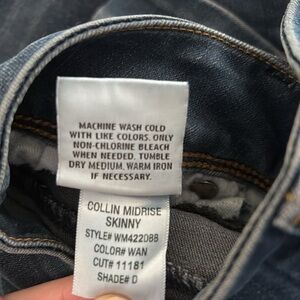 MACHINE WASH COLD
WITH LIKE COLORS. ONLY
NON-CHLORINE BLEACH
WHEN NEEDED. TUMBLE
DRY MEDIUM. WARM IRON
IF NECESSARY.
COLLIN MIDRISE
SKINNY
STYLE# WM4220BB
COLOR# WAN
CUT# 11181
SHADE# D